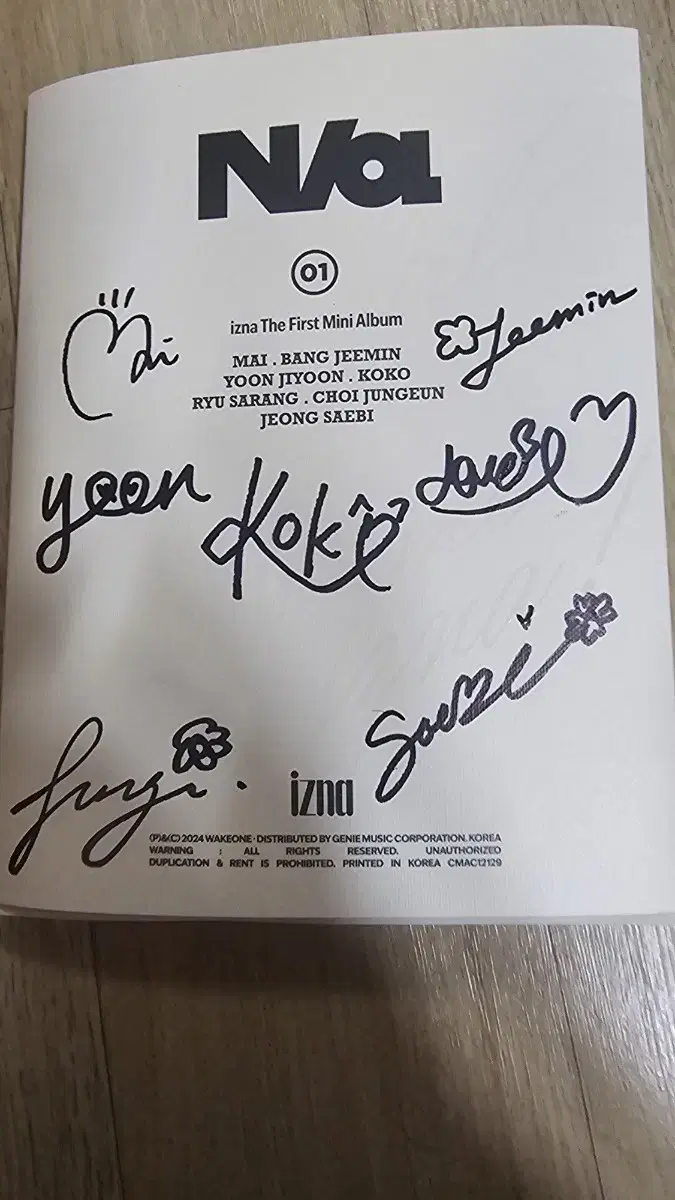 N/a
01
izna The First Mini Album
MAI . BANG JEEMIN
YOON JIYOON . KOKO
RYU SARANG . CHOI JUNGEUN
JEONG SAEBI
Mai
Jeemin
yoon
Koko
izna
(P)&(C) 2024 WAKEONE · DISTRIBUTED BY GENIE MUSIC CORPORATION. KOREA
WARNING : ALL RIGHTS RESERVED. UNAUTHORIZED
DUPLICATION & RENT IS PROHIBITED. PRINTED IN KOREA CMAC12129